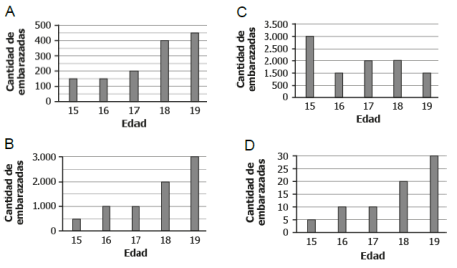 A
Cantidad de
embarazadas
500
400
300
200
100
0
15 16 17 18 19
Edad
B
Cantidad de
embarazadas
3.000
2.000
1.000
0
15 16 17 18 19
Edad
C
Cantidad de
embarazadas
3.500
3.000
2.500
2.000
1.500
500
0
15 16 17 18 19
Edad
D
Cantidad de
embarazadas
30
25
20
15
10
5
0
15 16 17 18 19
Edad